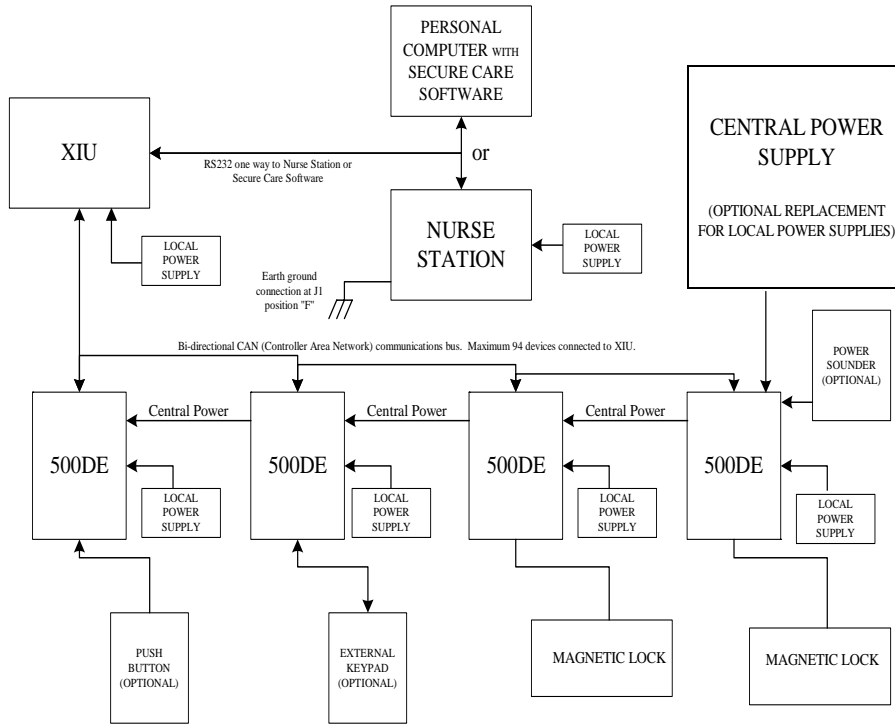 PERSONAL
COMPUTER WITH
SECURE CARE
SOFTWARE
XIU
RS232 one way to Nurse Station or
Secure Care Software
or
CENTRAL POWER
SUPPLY
(OPTIONAL REPLACEMENT
FOR LOCAL POWER SUPPLIES)
NURSE
STATION
LOCAL
POWER
SUPPLY
LOCAL
POWER
SUPPLY
Earth ground
connection at J1
position "F"
Bi-directional CAN (Controller Area Network) communications bus. Maximum 94 devices connected to XIU.
POWER
SOUNDER
(OPTIONAL)
500DE
Central Power
500DE
Central Power
500DE
Central Power
500DE
LOCAL
POWER
SUPPLY
LOCAL
POWER
SUPPLY
LOCAL
POWER
SUPPLY
LOCAL
POWER
SUPPLY
PUSH
BUTTON
(OPTIONAL)
EXTERNAL
KEYPAD
(OPTIONAL)
MAGNETIC LOCK
MAGNETIC LOCK